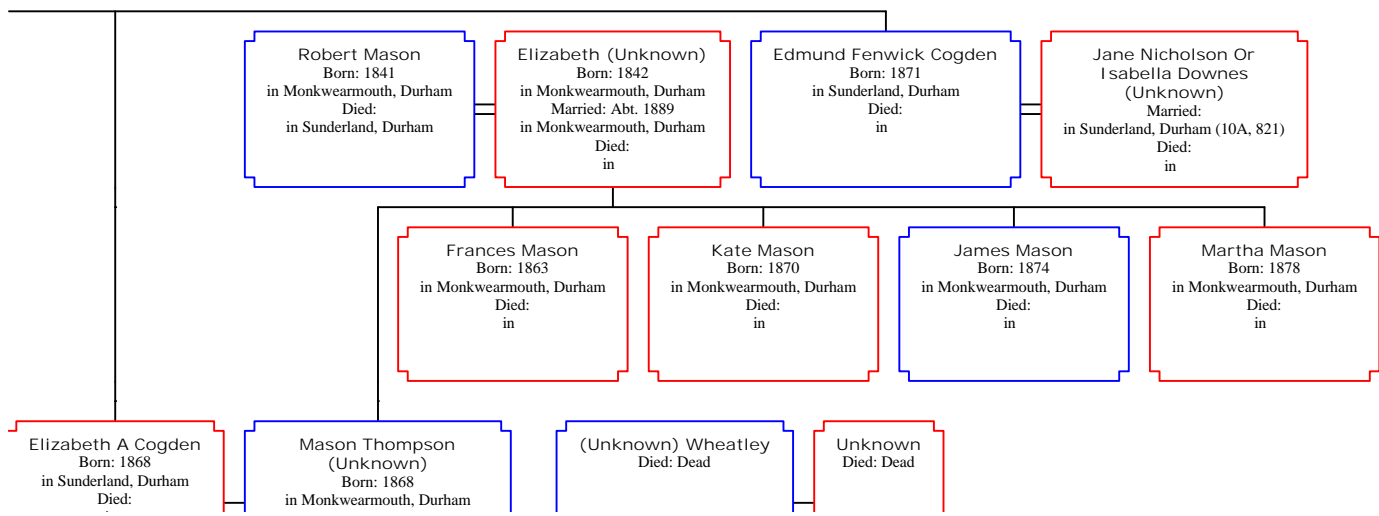 Robert Mason
Born: 1841
in Monkwearmouth, Durham
Died:
in Sunderland, Durham
Elizabeth (Unknown)
Born: 1842
in Monkwearmouth, Durham
Married: Abt. 1889
in Monkwearmouth, Durham
Died:
in
Edmund Fenwick Cogden
Born: 1871
in Sunderland, Durham
Died:
in
Jane Nicholson Or
Isabella Downes
(Unknown)
Married:
in Sunderland, Durham (10A, 821)
Died:
in
Frances Mason
Born: 1863
in Monkwearmouth, Durham
Died:
in
Kate Mason
Born: 1870
in Monkwearmouth, Durham
Died:
in
James Mason
Born: 1874
in Monkwearmouth, Durham
Died:
in
Martha Mason
Born: 1878
in Monkwearmouth, Durham
Died:
in
Elizabeth A Cogden
Born: 1868
in Sunderland, Durham
Died:
Mason Thompson
(Unknown)
Born: 1868
in Monkwearmouth, Durham
(Unknown) Wheatley
Died: Dead
Unknown
Died: Dead